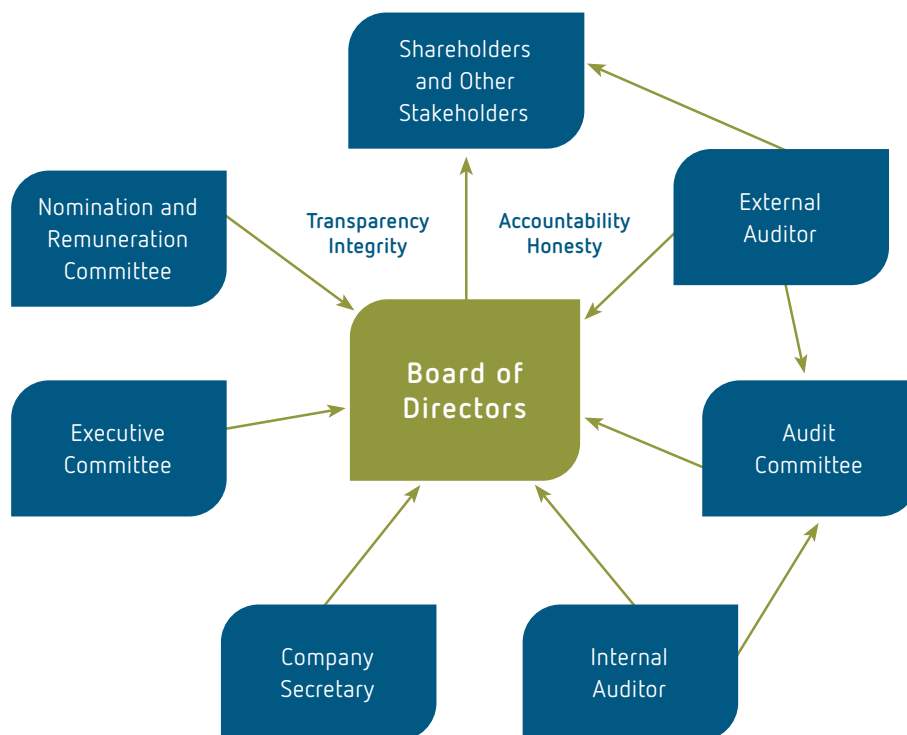 Shareholders
and Other
Stakeholders
Nomination and
Remuneration
Committee
Transparency
Integrity
Accountability
Honesty
External
Auditor
Board of
Directors
Executive
Committee
Audit
Committee
Company
Secretary
Internal
Auditor